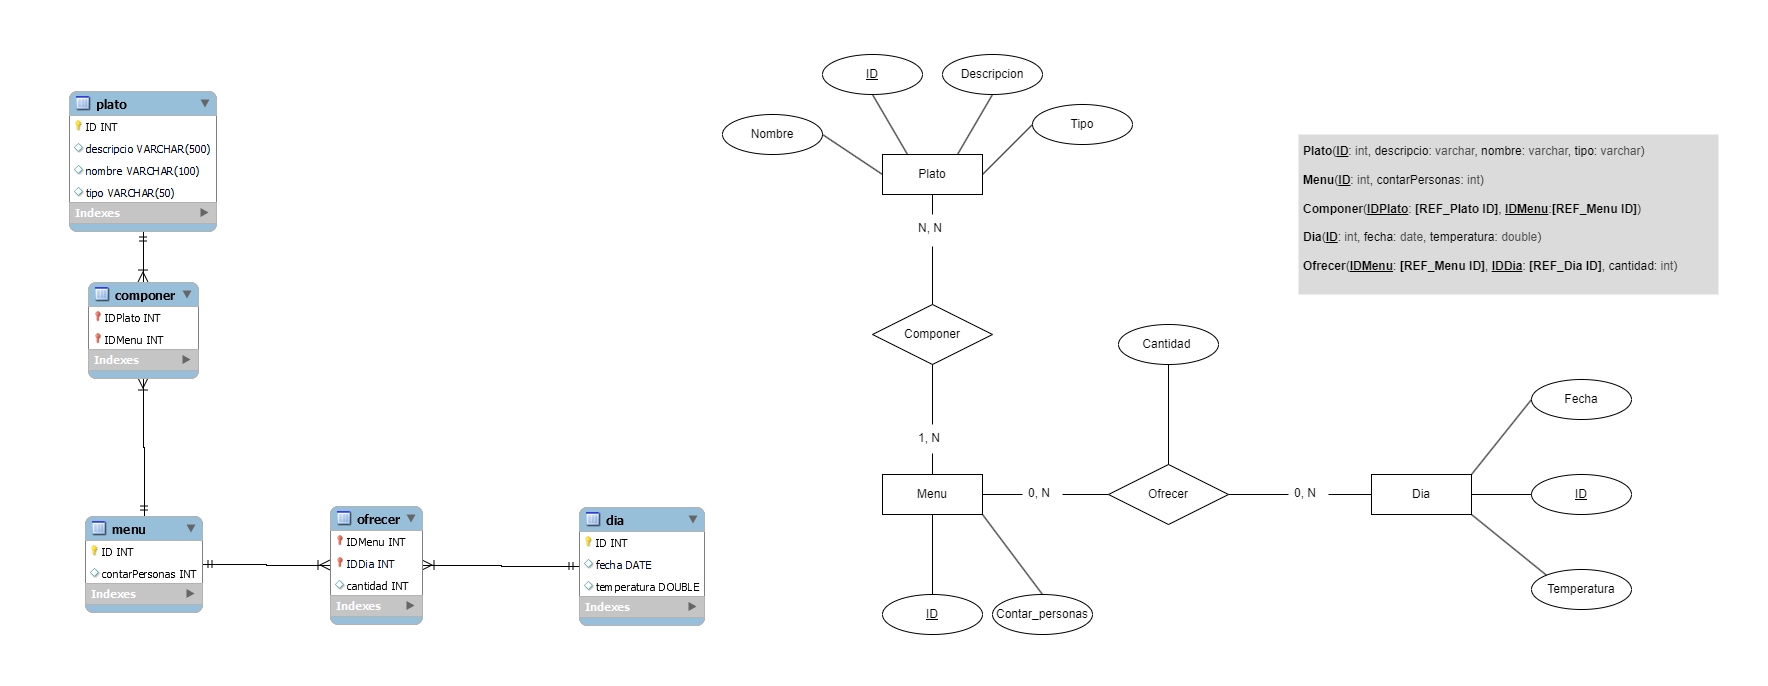 plato
ID INT
descripcio VARCHAR(500)
nombre VARCHAR(100)
tipo VARCHAR(50)
Indexes
componer
IDPlato INT
IDMenu INT
Indexes
menu
ID INT
contarPersonas INT
Indexes
ofrecer
IDMenu INT
IDDia INT
cantidad INT
Indexes
dia
ID INT
fecha DATE
temperatura DOUBLE
Indexes
ID
Descripcion
Nombre
Tipo
Plato
N, N
Componer
1, N
Menu
0, N
Cantidad
Ofrecer
0, N
Dia
Fecha
ID
Temperatura
ID
Contar_personas
Plato(ID: int, descripcio: varchar, nombre: varchar, tipo: varchar)
Menu(ID: int, contarPersonas: int)
Componer(IDPlato: [REF_Plato ID], IDMenu:[REF_Menu ID])
Dia(ID: int, fecha: date, temperatura: double)
Ofrecer(IDMenu: [REF_Menu ID], IDDia: [REF_Dia ID], cantidad: int)